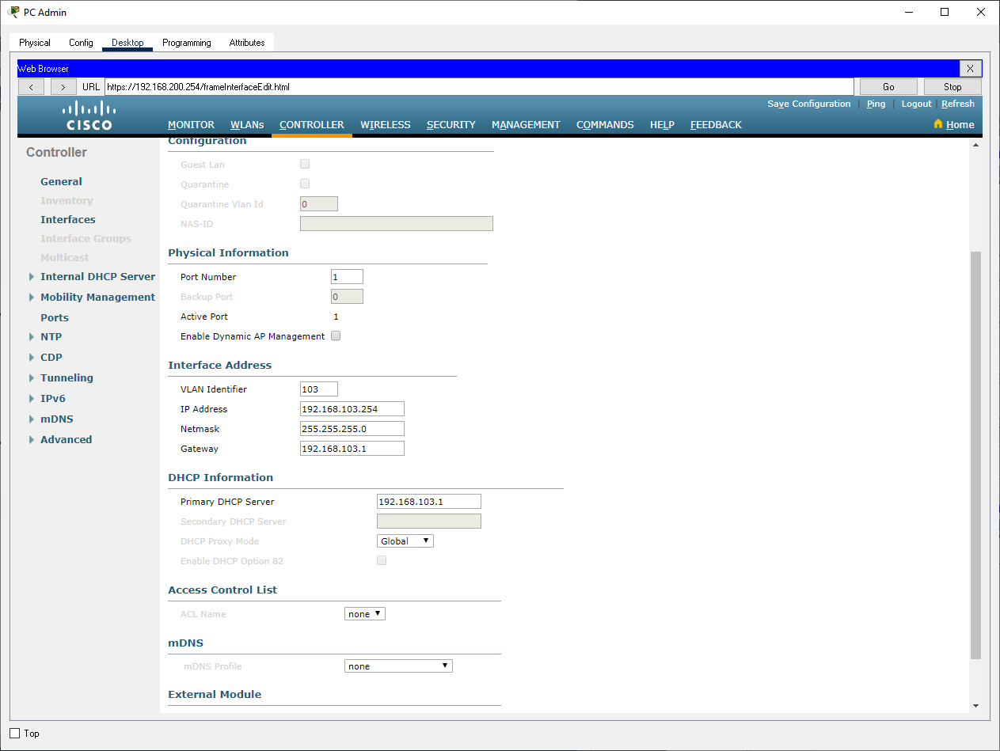 PC Admin
Physical Config Desktop Programming Attributes
Web Browser X
< > URL https://192.168.200.254/frameInterfaceEdit.html Go Stop
Save Configuration | Ping | Logout | Refresh
CISCO MONITOR WLANs CONTROLLER WIRELESS SECURITY MANAGEMENT COMMANDS HELP FEEDBACK Home
Controller
General
Inventory
Interfaces
Interface Groups
Multicast
Internal DHCP Server
Mobility Management
Ports
NTP
CDP
Tunneling
IPv6
mDNS
Advanced
Configuration
Guest Lan
Quarantine
Quarantine Vlan Id 0
NAS-ID
Physical Information
Port Number 1
Backup Port 0
Active Port 1
Enable Dynamic AP Management
Interface Address
VLAN Identifier 103
IP Address 192.168.103.254
Netmask 255.255.255.0
Gateway 192.168.103.1
DHCP Information
Primary DHCP Server 192.168.103.1
Secondary DHCP Server
DHCP Proxy Mode Global
Enable DHCP Option 82
Access Control List
ACL Name none
mDNS
mDNS Profile none
External Module
Top